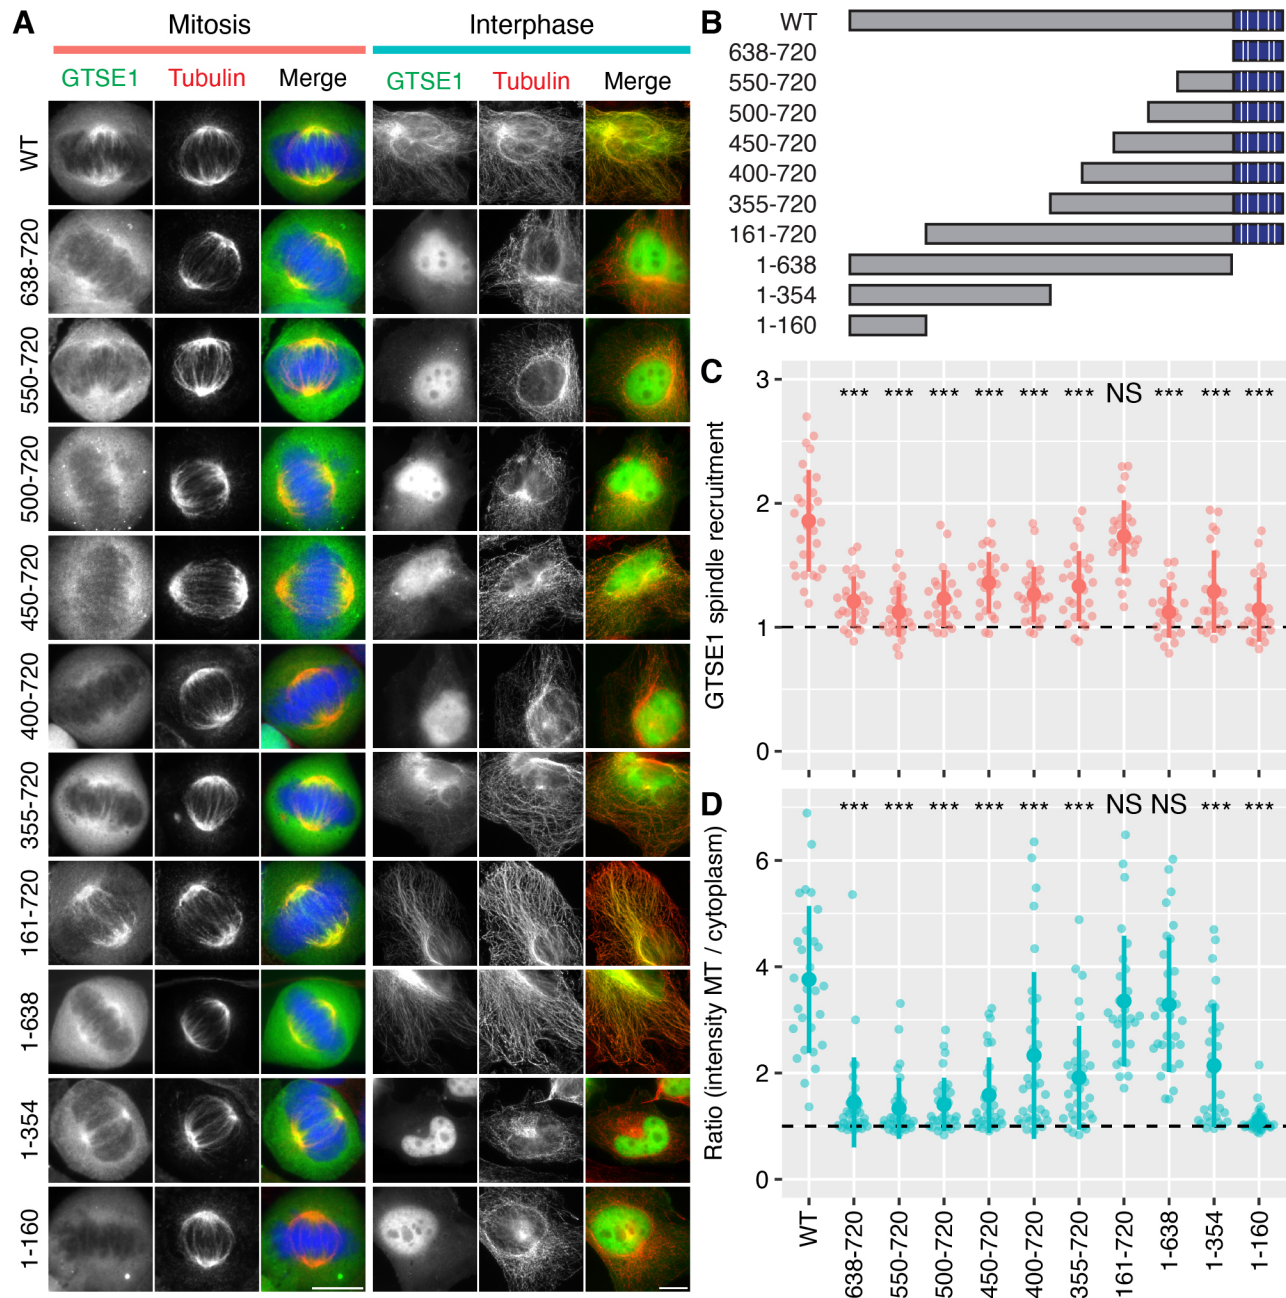 A
Mitosis
Interphase
GTSE1
Tubulin
Merge
GTSE1
Tubulin
Merge
WT
638-720
550-720
500-720
450-720
400-720
355-720
161-720
1-638
1-354
1-160
B
WT
638-720
550-720
500-720
450-720
400-720
355-720
161-720
1-638
1-354
1-160
C
GTSE1 spindle recruitment
3
2
1
0
*** *** *** *** *** *** NS *** *** ***
D
Ratio (intensity MT / cytoplasm)
6
4
2
0
*** *** *** *** *** *** NS NS *** ***
WT
638-720
550-720
500-720
450-720
400-720
355-720
161-720
1-638
1-354
1-160